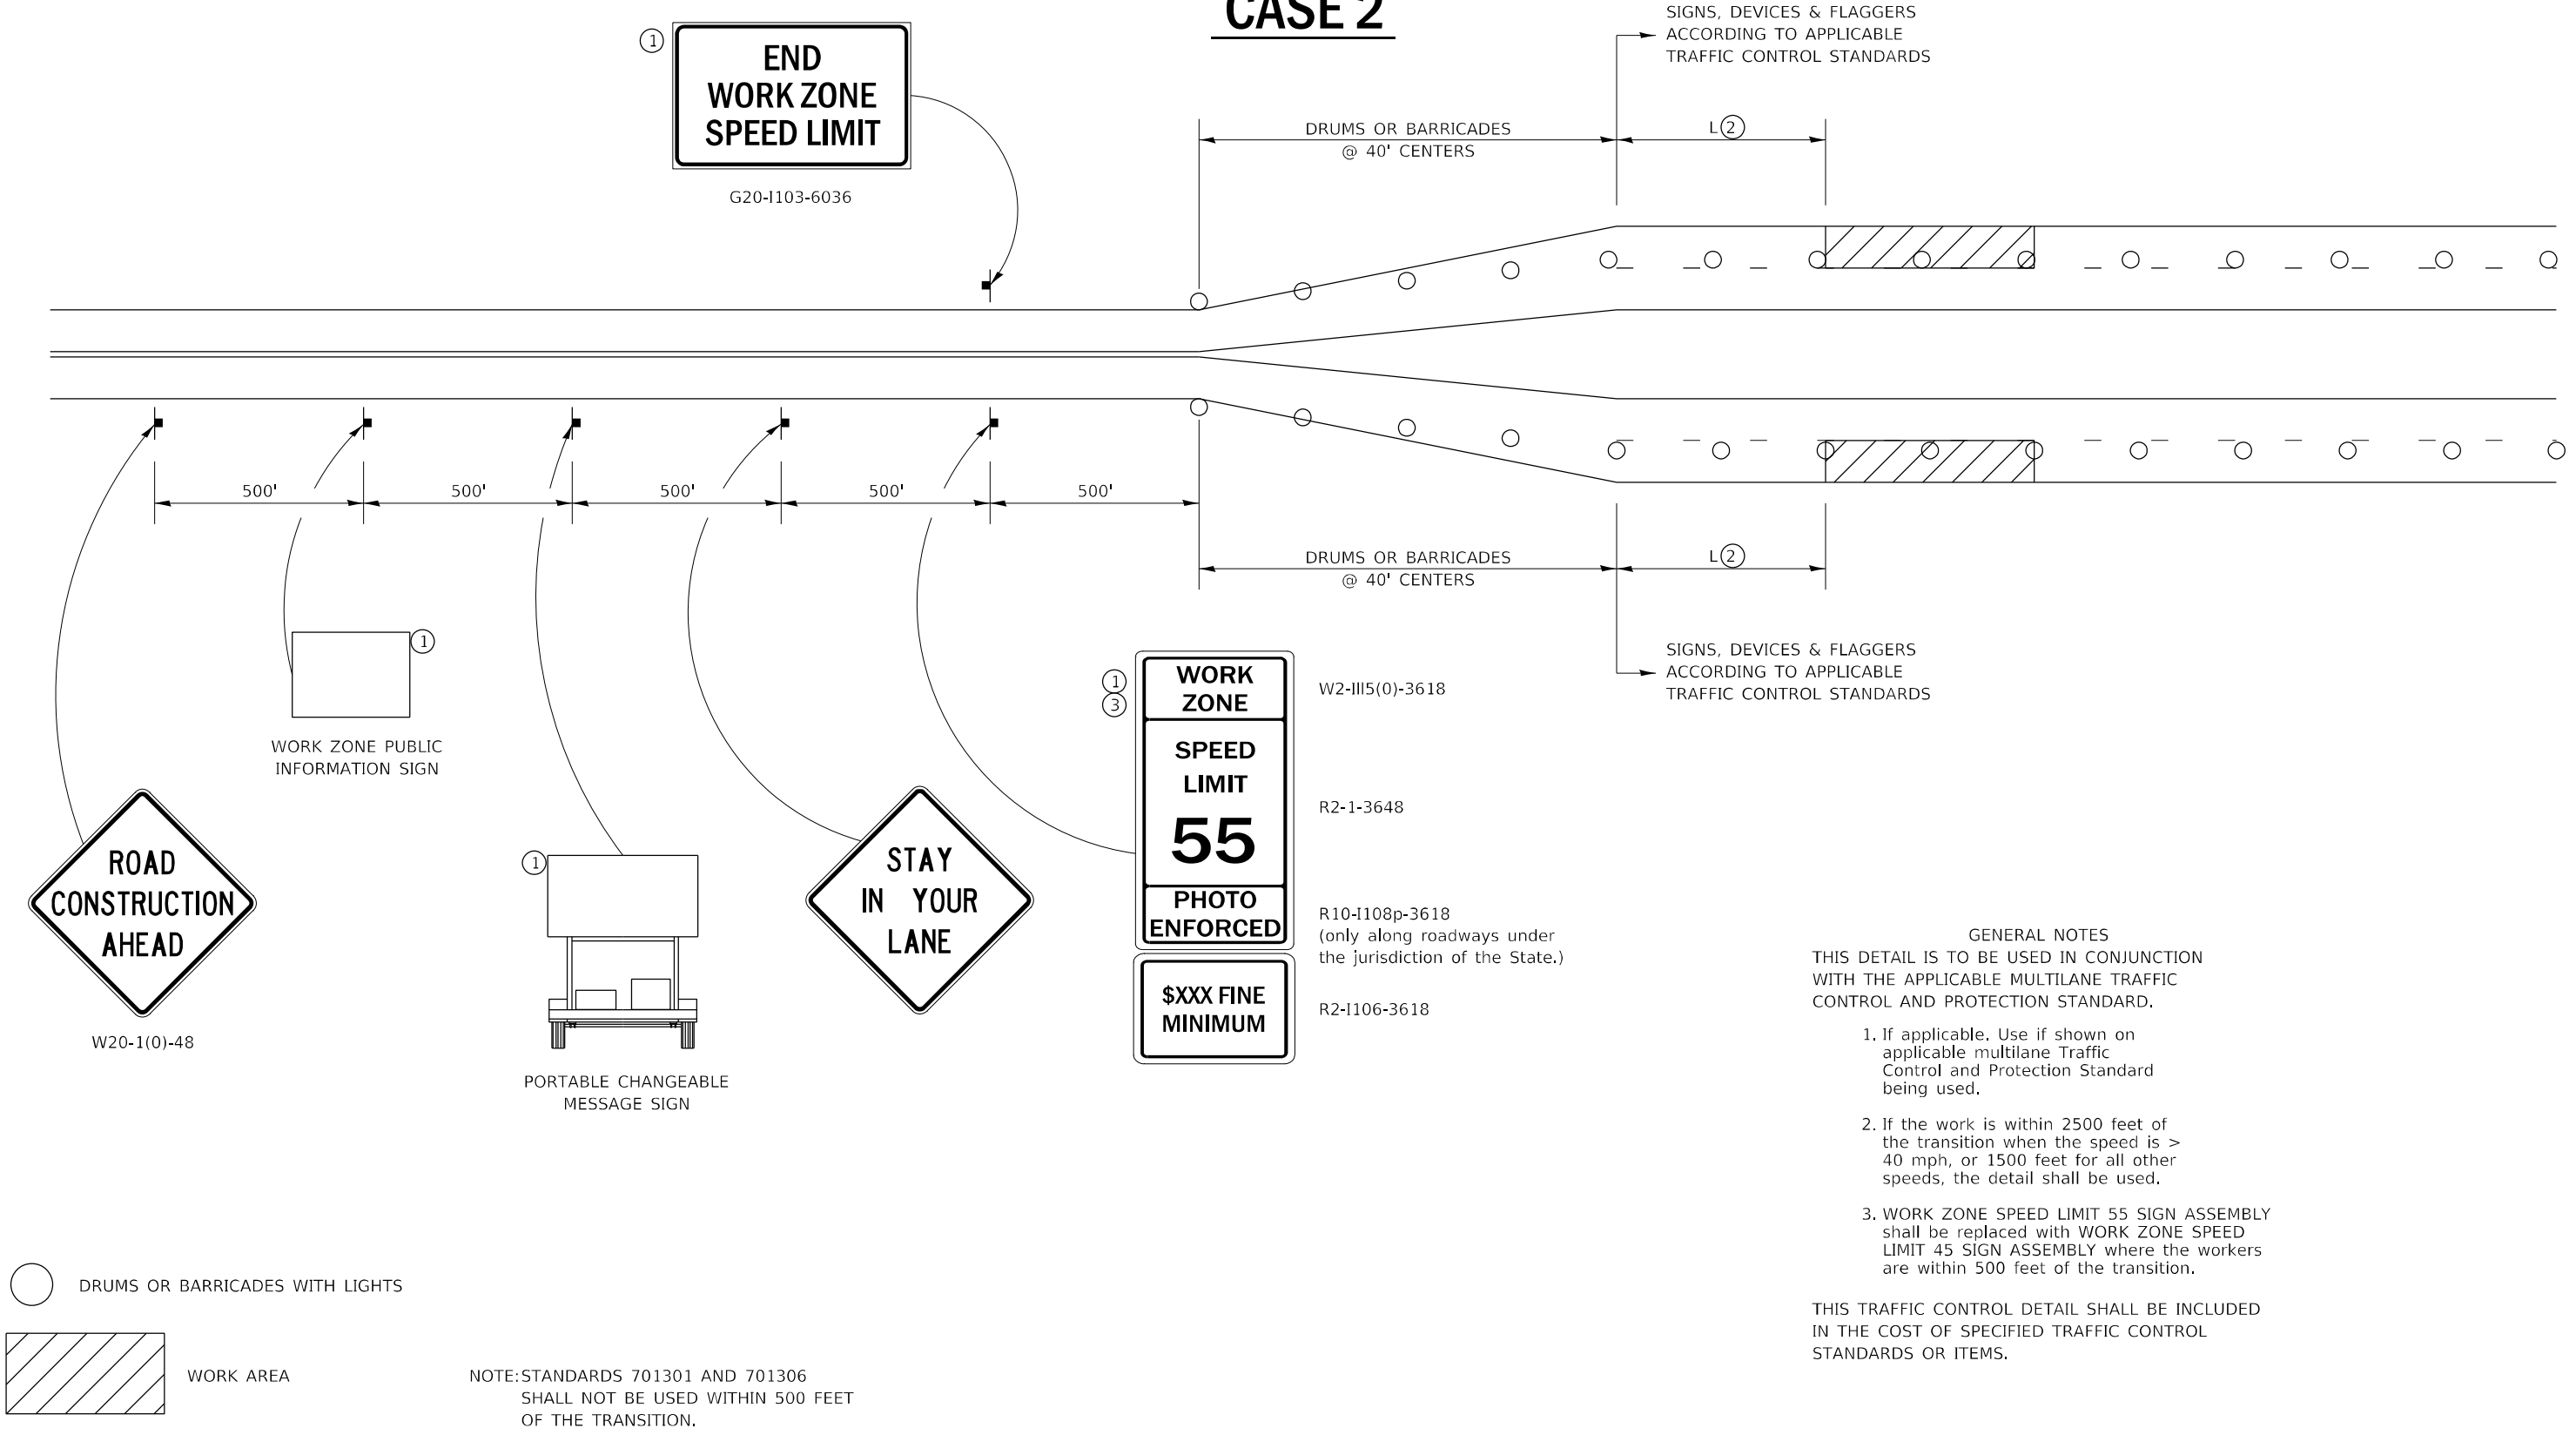 CASE 2
SIGNS, DEVICES & FLAGGERS
ACCORDING TO APPLICABLE
TRAFFIC CONTROL STANDARDS
1
END
WORK ZONE
SPEED LIMIT
G20-I103-6036
DRUMS OR BARRICADES
@ 40' CENTERS
L 2
500'
500'
500'
500'
500'
DRUMS OR BARRICADES
@ 40' CENTERS
L 2
SIGNS, DEVICES & FLAGGERS
ACCORDING TO APPLICABLE
TRAFFIC CONTROL STANDARDS
1
WORK ZONE PUBLIC
INFORMATION SIGN
ROAD
CONSTRUCTION
AHEAD
W20-1(0)-48
1
PORTABLE CHANGEABLE
MESSAGE SIGN
STAY
IN YOUR
LANE
1
3
WORK
ZONE
W2-III5(0)-3618
SPEED
LIMIT
55
R2-1-3648
PHOTO
ENFORCED
R10-I108p-3618
(only along roadways under
the jurisdiction of the State.)
$XXX FINE
MINIMUM
R2-I106-3618
GENERAL NOTES
THIS DETAIL IS TO BE USED IN CONJUNCTION
WITH THE APPLICABLE MULTILANE TRAFFIC
CONTROL AND PROTECTION STANDARD.
1. If applicable. Use if shown on
applicable multilane Traffic
Control and Protection Standard
being used.
2. If the work is within 2500 feet of
the transition when the speed is >
40 mph, or 1500 feet for all other
speeds, the detail shall be used.
3. WORK ZONE SPEED LIMIT 55 SIGN ASSEMBLY
shall be replaced with WORK ZONE SPEED
LIMIT 45 SIGN ASSEMBLY where the workers
are within 500 feet of the transition.
THIS TRAFFIC CONTROL DETAIL SHALL BE INCLUDED
IN THE COST OF SPECIFIED TRAFFIC CONTROL
STANDARDS OR ITEMS.
DRUMS OR BARRICADES WITH LIGHTS
WORK AREA
NOTE: STANDARDS 701301 AND 701306
SHALL NOT BE USED WITHIN 500 FEET
OF THE TRANSITION.